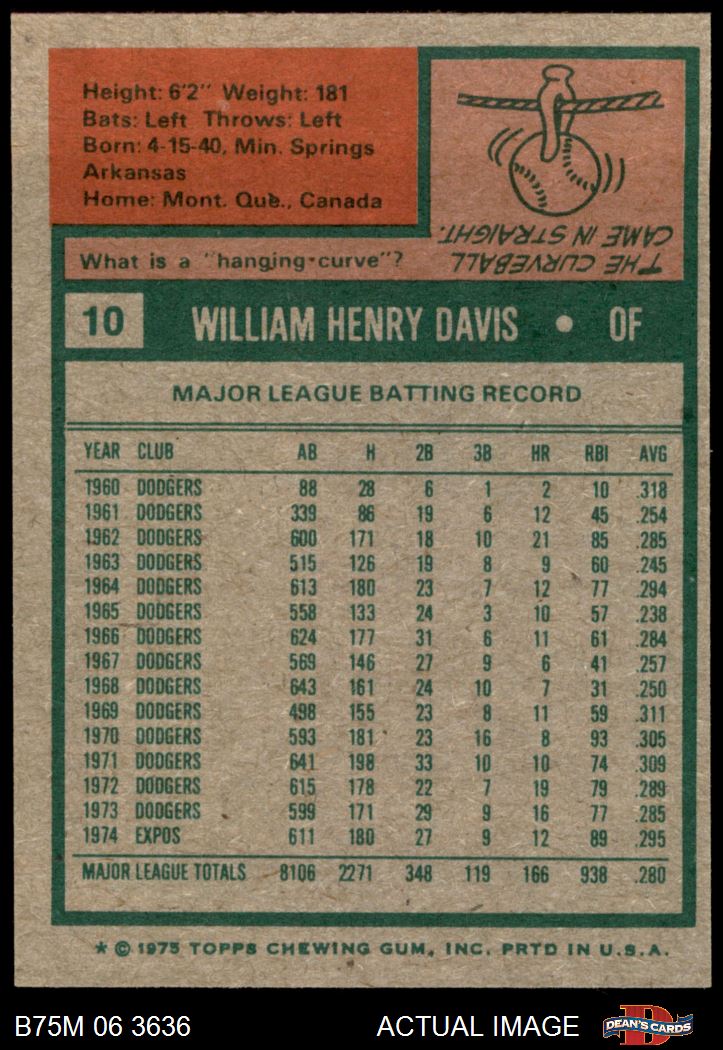 Height: 6'2" Weight: 181
Bats: Left Throws: Left
Born: 4-15-40, Min. Springs
Arkansas
Home: Mont. Que., Canada
What is a "hanging-curve"?
THE CURVEBALL
CAME IN STRAIGHT.
10 WILLIAM HENRY DAVIS • OF
MAJOR LEAGUE BATTING RECORD
YEAR CLUB AB H 2B 3B HR RBI AVG
1960 DODGERS 88 28 6 1 2 10 .318
1961 DODGERS 339 86 19 6 12 45 .254
1962 DODGERS 600 171 18 10 21 85 .285
1963 DODGERS 515 126 19 8 9 60 .245
1964 DODGERS 613 180 23 7 12 77 .294
1965 DODGERS 558 133 24 3 10 57 .238
1966 DODGERS 624 177 31 6 11 61 .284
1967 DODGERS 569 146 27 9 6 41 .257
1968 DODGERS 643 161 24 10 7 31 .250
1969 DODGERS 498 155 23 8 11 59 .311
1970 DODGERS 593 181 23 16 8 93 .305
1971 DODGERS 641 198 33 10 10 74 .309
1972 DODGERS 615 178 22 7 19 79 .289
1973 DODGERS 599 171 29 9 16 77 .285
1974 EXPOS 611 180 27 9 12 89 .295
MAJOR LEAGUE TOTALS 8106 2271 348 119 166 938 .280
* © 1975 TOPPS CHEWING GUM, INC. PRTD IN U.S.A.
B75M 06 3636 ACTUAL IMAGE D DEAN'S CARDS